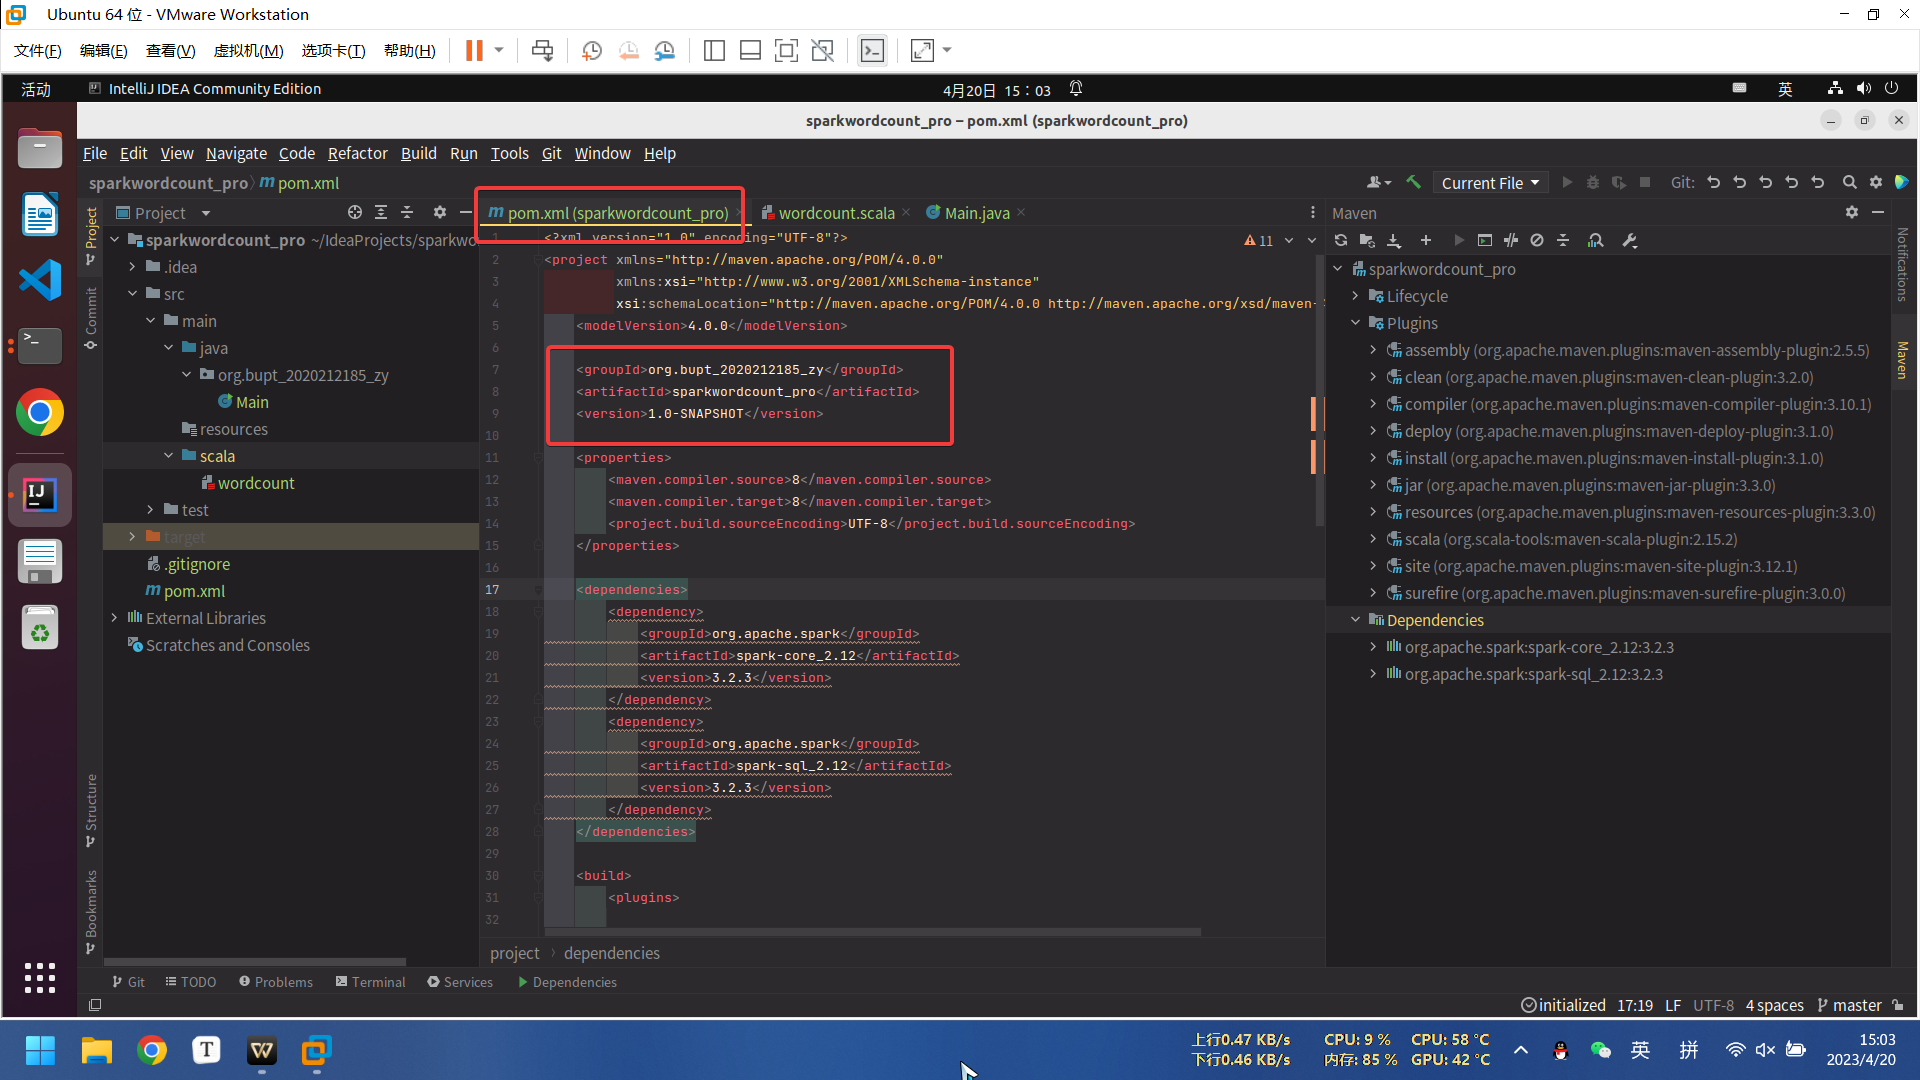 Ubuntu 64 位 - VMware Workstation
文件(F) 编辑(E) 查看(V) 虚拟机(M) 选项卡(T) 帮助(H)
活动 IntelliJ IDEA Community Edition 4月20日 15：03 英
sparkwordcount_pro – pom.xml (sparkwordcount_pro)
File Edit View Navigate Code Refactor Build Run Tools Git Window Help
sparkwordcount_pro pom.xml Current File Git:
Project
pom.xml (sparkwordcount_pro) wordcount.scala Main.java
Maven
Project
Commit
Structure
Bookmarks
sparkwordcount_pro ~/IdeaProjects/sparkwo
.idea
src
main
java
org.bupt_2020212185_zy
Main
resources
scala
wordcount
test
target
.gitignore
pom.xml
External Libraries
Scratches and Consoles
11
1 <?xml version="1.0" encoding="UTF-8"?>
2 <project xmlns="http://maven.apache.org/POM/4.0.0"
3 xmlns:xsi="http://www.w3.org/2001/XMLSchema-instance"
4 xsi:schemaLocation="http://maven.apache.org/POM/4.0.0 http://maven.apache.org/xsd/maven-
5 <modelVersion>4.0.0</modelVersion>
6
7 <groupId>org.bupt_2020212185_zy</groupId>
8 <artifactId>sparkwordcount_pro</artifactId>
9 <version>1.0-SNAPSHOT</version>
10
11 <properties>
12 <maven.compiler.source>8</maven.compiler.source>
13 <maven.compiler.target>8</maven.compiler.target>
14 <project.build.sourceEncoding>UTF-8</project.build.sourceEncoding>
15 </properties>
16
17 <dependencies>
18 <dependency>
19 <groupId>org.apache.spark</groupId>
20 <artifactId>spark-core_2.12</artifactId>
21 <version>3.2.3</version>
22 </dependency>
23 <dependency>
24 <groupId>org.apache.spark</groupId>
25 <artifactId>spark-sql_2.12</artifactId>
26 <version>3.2.3</version>
27 </dependency>
28 </dependencies>
29
30 <build>
31 <plugins>
32
project › dependencies
sparkwordcount_pro
Lifecycle
Plugins
assembly (org.apache.maven.plugins:maven-assembly-plugin:2.5.5)
clean (org.apache.maven.plugins:maven-clean-plugin:3.2.0)
compiler (org.apache.maven.plugins:maven-compiler-plugin:3.10.1)
deploy (org.apache.maven.plugins:maven-deploy-plugin:3.1.0)
install (org.apache.maven.plugins:maven-install-plugin:3.1.0)
jar (org.apache.maven.plugins:maven-jar-plugin:3.3.0)
resources (org.apache.maven.plugins:maven-resources-plugin:3.3.0)
scala (org.scala-tools:maven-scala-plugin:2.15.2)
site (org.apache.maven.plugins:maven-site-plugin:3.12.1)
surefire (org.apache.maven.plugins:maven-surefire-plugin:3.0.0)
Dependencies
org.apache.spark:spark-core_2.12:3.2.3
org.apache.spark:spark-sql_2.12:3.2.3
Notifications
Maven
Git TODO Problems Terminal Services Dependencies
initialized 17:19 LF UTF-8 4 spaces master
上行0.47 KB/s CPU: 9 % CPU: 58 °C
下行0.46 KB/s 内存: 85 % GPU: 42 °C
英 拼
15:03
2023/4/20